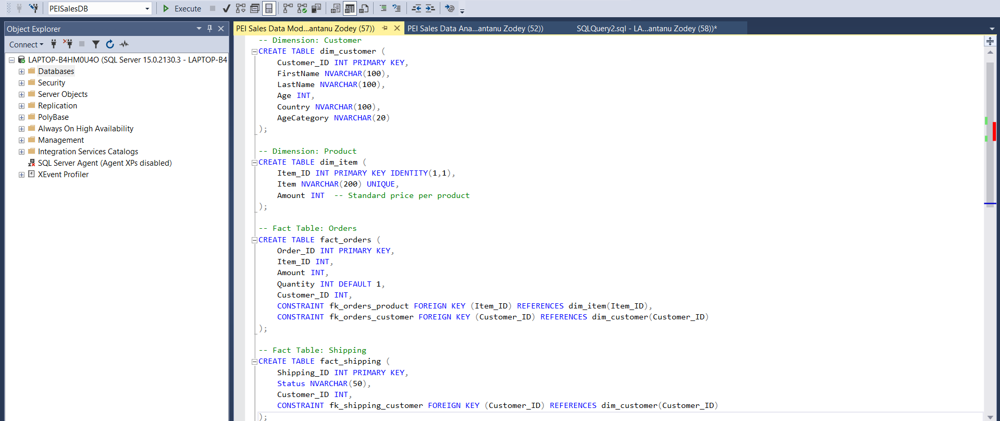 PEISalesDB
Execute
Object Explorer
Connect
LAPTOP-B4HM0U4O (SQL Server 15.0.2130.3 - LAPTOP-B4
Databases
Security
Server Objects
Replication
PolyBase
Always On High Availability
Management
Integration Services Catalogs
SQL Server Agent (Agent XPs disabled)
XEvent Profiler
PEI Sales Data Mod...antanu Zodey (57))
PEI Sales Data Ana...antanu Zodey (52))
SQLQuery2.sql - LA...antanu Zodey (58))*
-- Dimension: Customer
CREATE TABLE dim_customer (
Customer_ID INT PRIMARY KEY,
FirstName NVARCHAR(100),
LastName NVARCHAR(100),
Age INT,
Country NVARCHAR(100),
AgeCategory NVARCHAR(20)
);
-- Dimension: Product
CREATE TABLE dim_item (
Item_ID INT PRIMARY KEY IDENTITY(1,1),
Item NVARCHAR(200) UNIQUE,
Amount INT  -- Standard price per product
);
-- Fact Table: Orders
CREATE TABLE fact_orders (
Order_ID INT PRIMARY KEY,
Item_ID INT,
Amount INT,
Quantity INT DEFAULT 1,
Customer_ID INT,
CONSTRAINT fk_orders_product FOREIGN KEY (Item_ID) REFERENCES dim_item(Item_ID),
CONSTRAINT fk_orders_customer FOREIGN KEY (Customer_ID) REFERENCES dim_customer(Customer_ID)
);
-- Fact Table: Shipping
CREATE TABLE fact_shipping (
Shipping_ID INT PRIMARY KEY,
Status NVARCHAR(50),
Customer_ID INT,
CONSTRAINT fk_shipping_customer FOREIGN KEY (Customer_ID) REFERENCES dim_customer(Customer_ID)
);